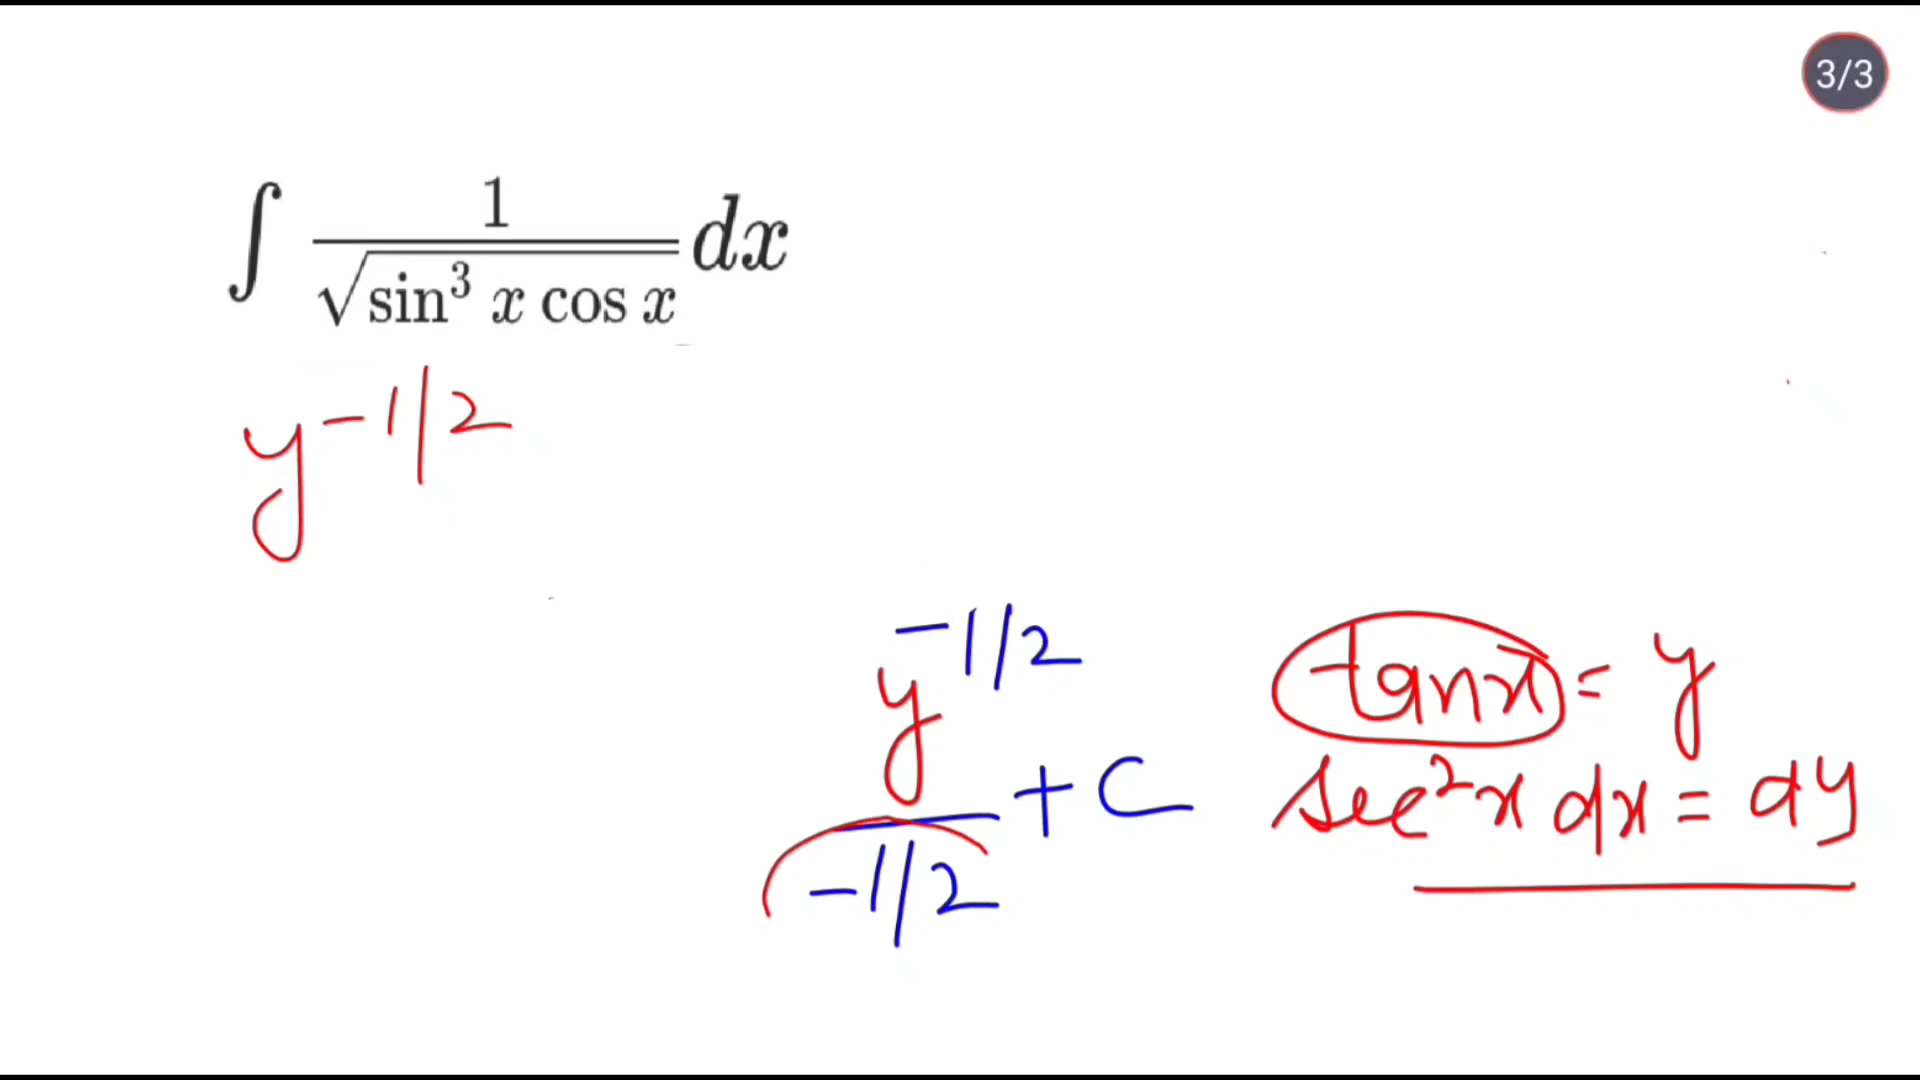 3/3
∫ 1/√(sin³ x cos x) dx
y^(-1/2)
y^(-1/2)/(-1/2) + C
tanx = y
sec²x dx = dy